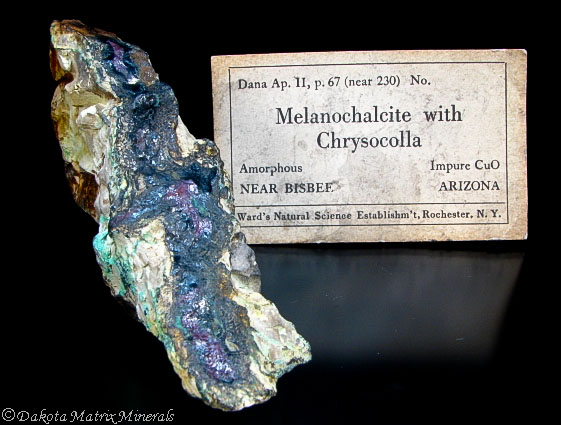 Dana Ap. II, p. 67 (near 230) No.
Melanochalcite with
Chrysocolla
Amorphous Impure CuO
NEAR BISBEE ARIZONA
Ward's Natural Science Establishm't, Rochester, N. Y.
©Dakota Matrix Minerals